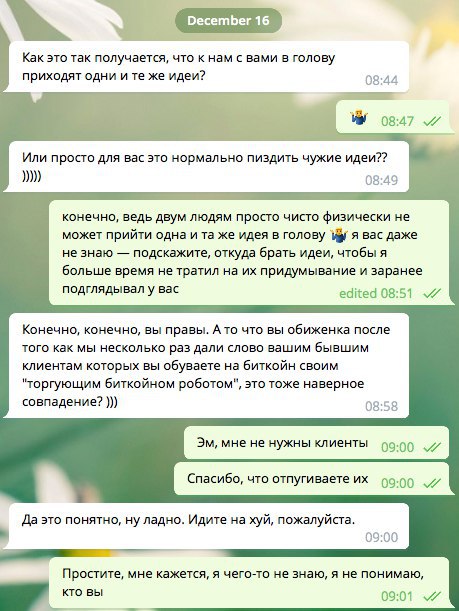 December 16
Как это так получается, что к нам с вами в голову
приходят одни и те же идеи?
08:44
🤷‍♂️ 08:47
Или просто для вас это нормально пиздить чужие идеи??
)))))
08:49
конечно, ведь двум людям просто чисто физически не
может прийти одна и та же идея в голову 🤷‍♂️ я вас даже
не знаю — подскажите, откуда брать идеи, чтобы я
больше время не тратил на их придумывание и заранее
подглядывал у вас
edited 08:51
Конечно, конечно, вы правы. А то что вы обиженка после
того как мы несколько раз дали слово вашим бывшим
клиентам которых вы обуваете на биткойн своим
"торгующим биткойном роботом", это тоже наверное
совпадение? )))
08:58
Эм, мне не нужны клиенты 09:00
Спасибо, что отпугиваете их 09:00
Да это понятно, ну ладно. Идите на хуй, пожалуйста.
09:00
Простите, мне кажется, я чего-то не знаю, я не понимаю,
кто вы
09:01